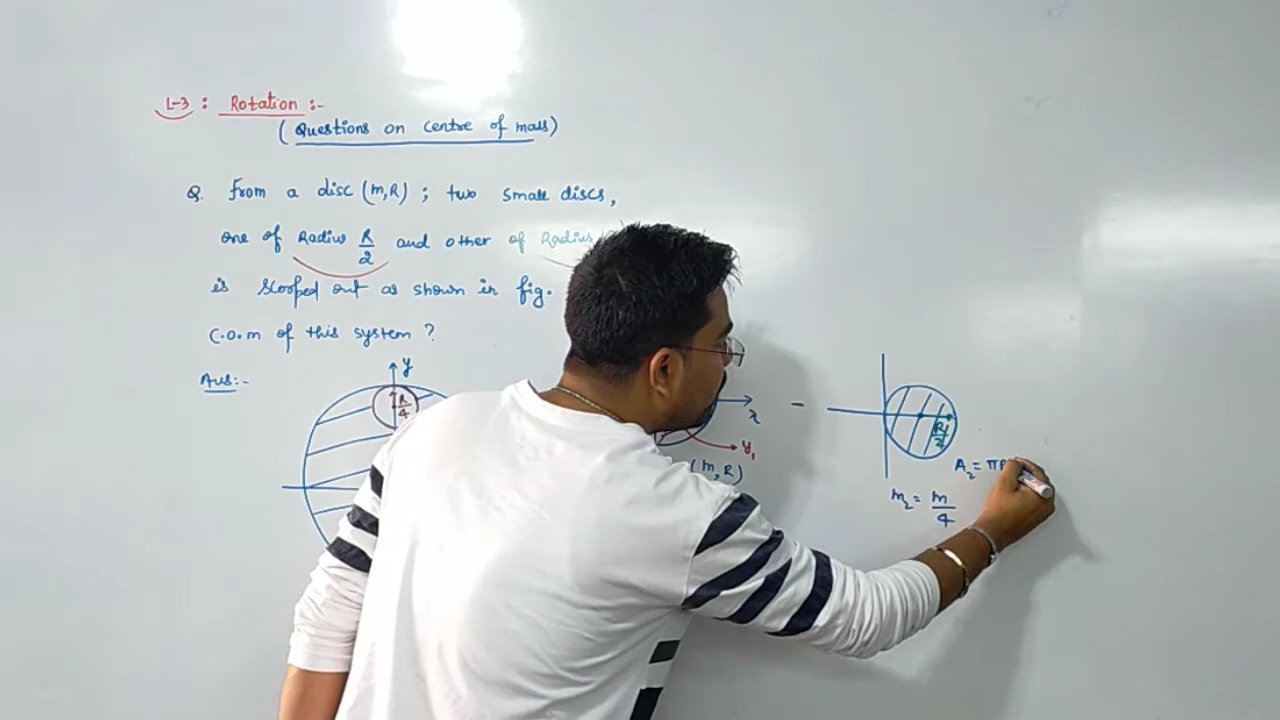 L-3 : Rotation :-
(Questions on centre of mass)
Q. from a disc (m,R) ; two small discs,
one of Radius R/2 and other of Radius
is scooped out as shown in fig.
C.O.m of this system ?
Ans:-
y
R/4
x
y₁
(m, R)
-
R/2
A₂ = π
m₂ = m/4